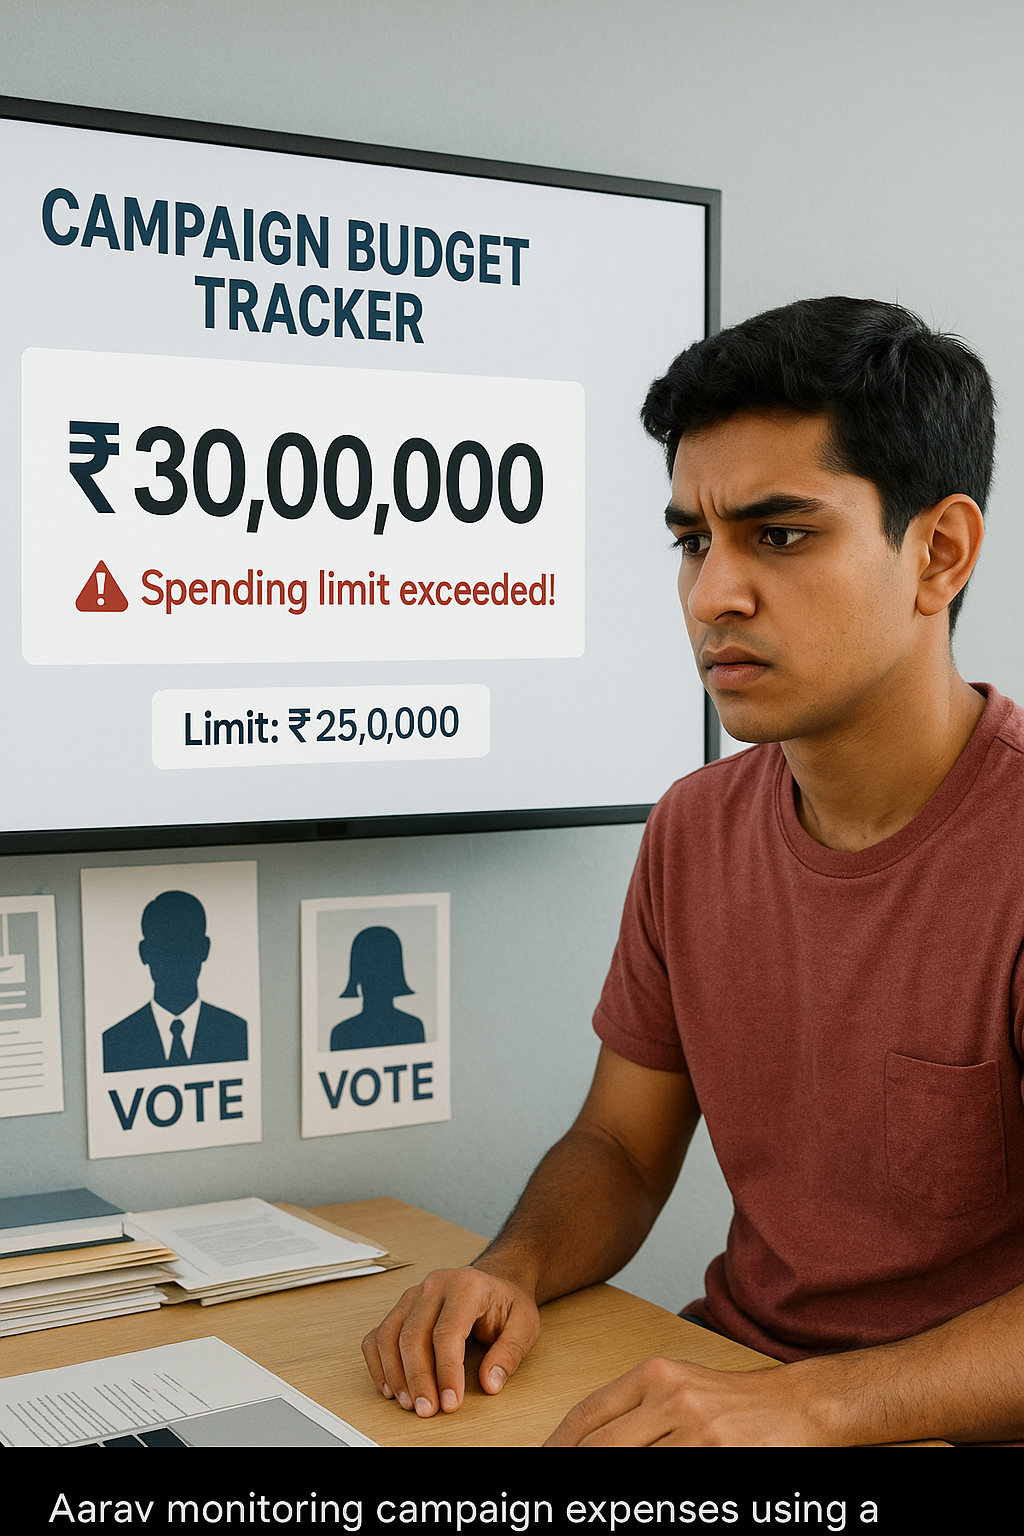 CAMPAIGN BUDGET
TRACKER
₹30,00,000
Spending limit exceeded!
Limit: ₹25,0,000
VOTE
VOTE
Aarav monitoring campaign expenses using a